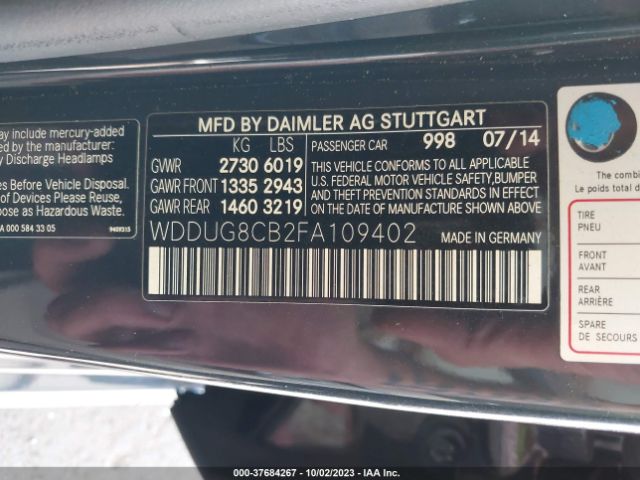 ay include mercury-added
ed by the manufacturer:
y Discharge Headlamps
es Before Vehicle Disposal.
Please Reuse,
pose as Hazardous Waste.
A 000 584 33 05
9409315
MFD BY DAIMLER AG STUTTGART
KG LBS
PASSENGER CAR 998 07/14
GVWR 2730 6019
GAWR FRONT 1335 2943
GAWR REAR 1460 3219
THIS VEHICLE CONFORMS TO ALL APPLICABLE
U.S. FEDERAL MOTOR VEHICLE SAFETY,BUMPER
AND THEFT PREVENTION STANDARDS IN EFFECT
ON THE DATE OF MANUFACTURE SHOWN ABOVE.
WDDUG8CB2FA109402 MADE IN GERMANY
The combi
Le poids total d
TIRE
PNEU
FRONT
AVANT
REAR
ARRIÈRE
SPARE
DE SECOURS
000-37684267 - 10/02/2023 - IAA Inc.